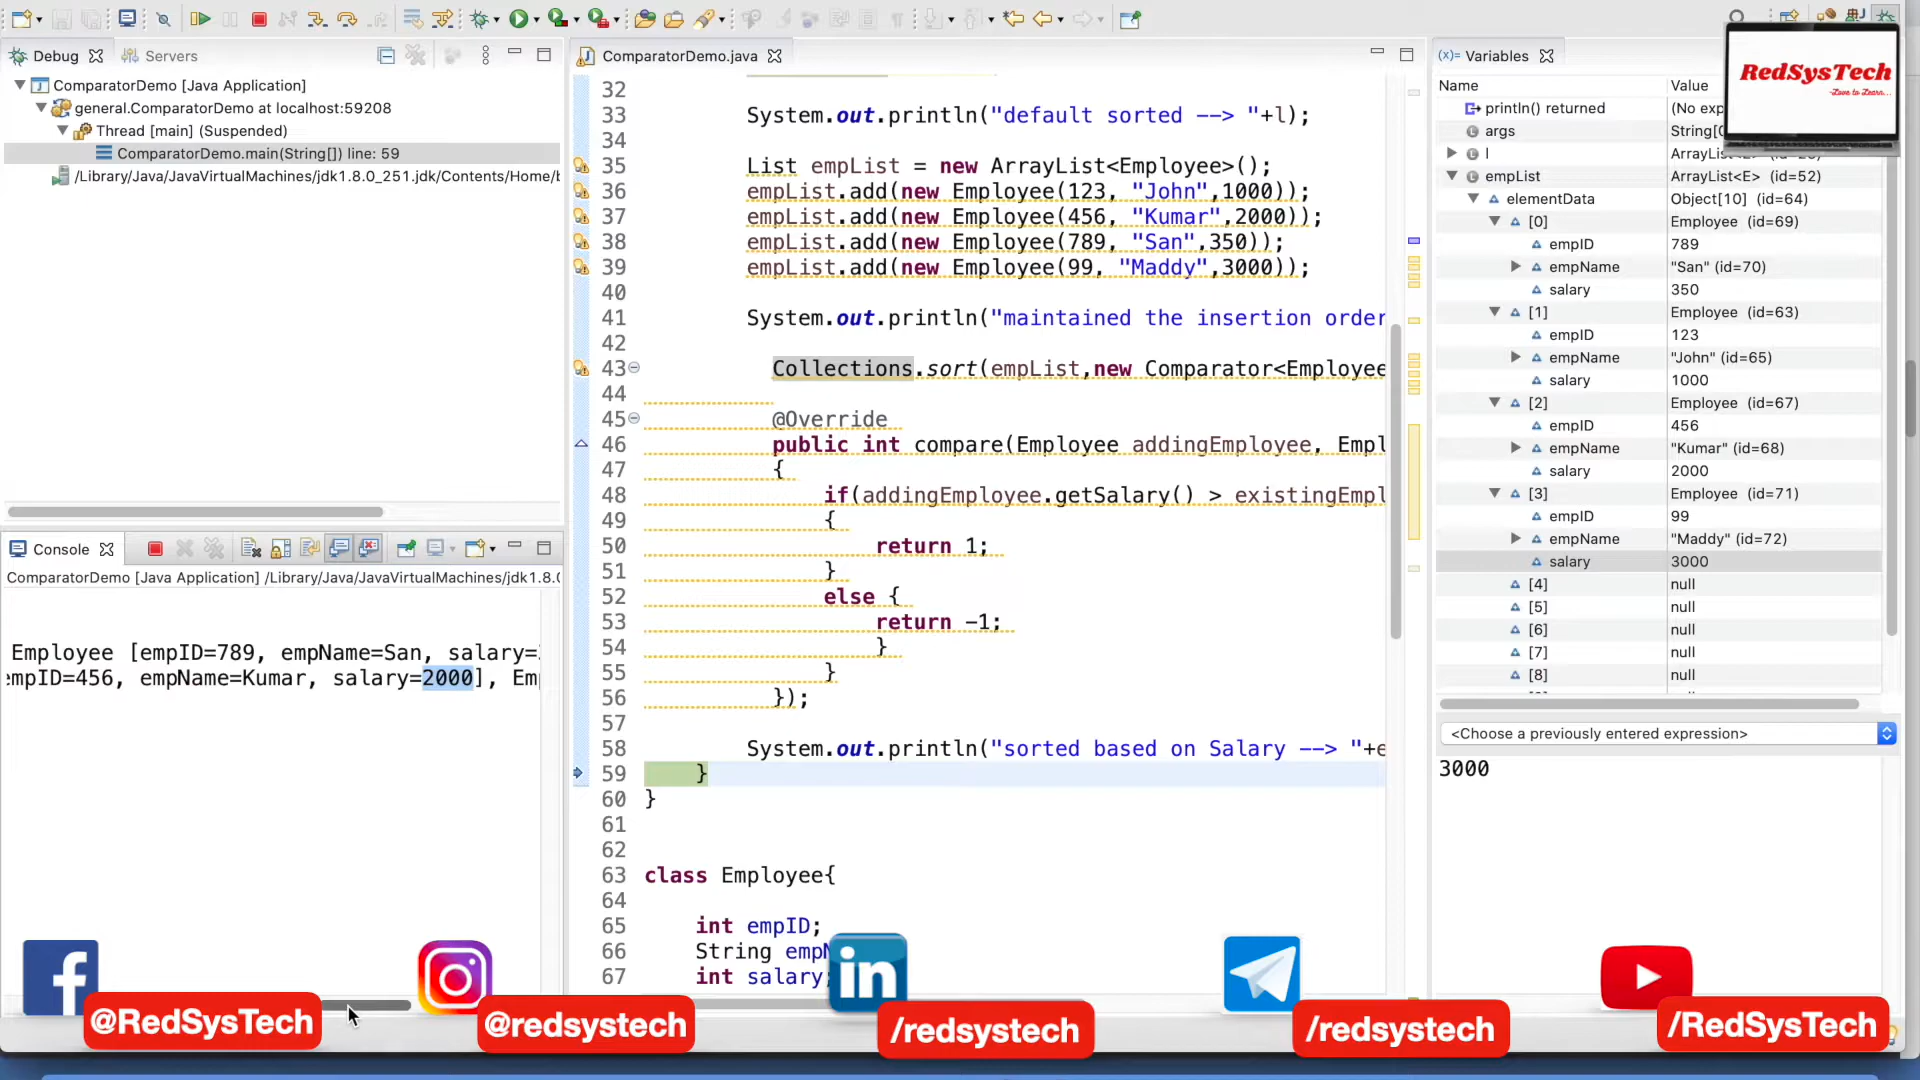 Debug
Servers
ComparatorDemo [Java Application]
general.ComparatorDemo at localhost:59208
Thread [main] (Suspended)
ComparatorDemo.main(String[]) line: 59
/Library/Java/JavaVirtualMachines/jdk1.8.0_251.jdk/Contents/Home/
Console
ComparatorDemo [Java Application] /Library/Java/JavaVirtualMachines/jdk1.8.0
Employee [empID=789, empName=San, salary=
empID=456, empName=Kumar, salary=2000], Em
ComparatorDemo.java
32
33 System.out.println("default sorted --> "+l);
34
35 List empList = new ArrayList<Employee>();
36 empList.add(new Employee(123, "John",1000));
37 empList.add(new Employee(456, "Kumar",2000));
38 empList.add(new Employee(789, "San",350));
39 empList.add(new Employee(99, "Maddy",3000));
40
41 System.out.println("maintained the insertion order
42
43 Collections.sort(empList,new Comparator<Employee
44
45 @Override
46 public int compare(Employee addingEmployee, Empl
47 {
48 if(addingEmployee.getSalary() > existingEmpl
49 {
50 return 1;
51 }
52 else {
53 return -1;
54 }
55 }
56 });
57
58 System.out.println("sorted based on Salary --> "+e
59 }
60 }
61
62
63 class Employee{
64
65 int empID;
66 String emp
67 int salary;
(x)= Variables
Name Value
println() returned (No exp
args String[
l ArrayList
empList ArrayList<E> (id=52)
elementData Object[10] (id=64)
[0] Employee (id=69)
empID 789
empName "San" (id=70)
salary 350
[1] Employee (id=63)
empID 123
empName "John" (id=65)
salary 1000
[2] Employee (id=67)
empID 456
empName "Kumar" (id=68)
salary 2000
[3] Employee (id=71)
empID 99
empName "Maddy" (id=72)
salary 3000
[4] null
[5] null
[6] null
[7] null
[8] null
<Choose a previously entered expression>
3000
RedSysTech
-Love to Learn...
f
in
@RedSysTech
@redsystech
/redsystech
/redsystech
/RedSysTech